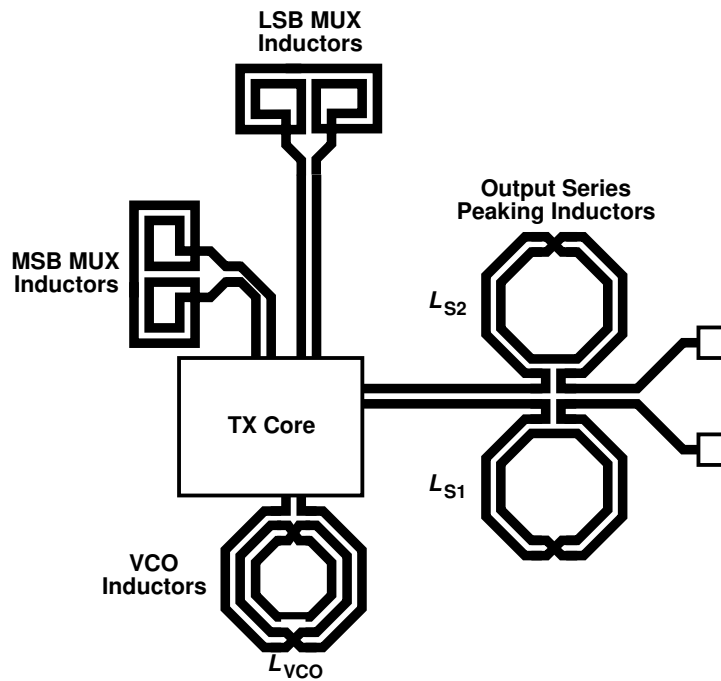 LSB MUX
Inductors
Output Series
Peaking Inductors
MSB MUX
Inductors
LS2
TX Core
LS1
VCO
Inductors
LVCO